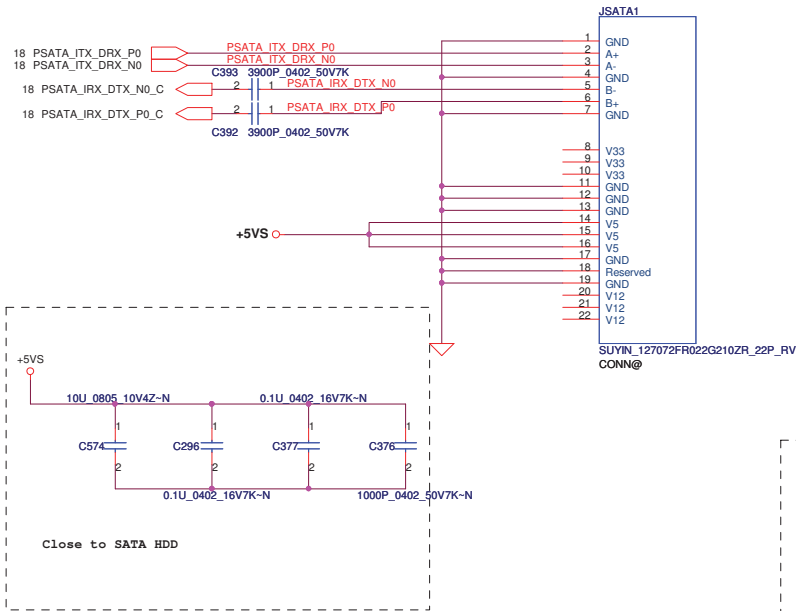 JSATA1
1 GND
18 PSATA_ITX_DRX_P0 PSATA_ITX_DRX_P0 2 A+
18 PSATA_ITX_DRX_N0 PSATA_ITX_DRX_N0 3 A-
C393 3900P_0402_50V7K 4 GND
18 PSATA_IRX_DTX_N0_C 2 1 PSATA_IRX_DTX_N0 5 B-
6 B+
18 PSATA_IRX_DTX_P0_C 2 1 PSATA_IRX_DTX_P0 7 GND
C392 3900P_0402_50V7K
8 V33
9 V33
10 V33
11 GND
12 GND
13 GND
14 V5
+5VS 15 V5
16 V5
17 GND
18 Reserved
19 GND
20 V12
21 V12
22 V12
SUYIN_127072FR022G210ZR_22P_RV
CONN@
+5VS
10U_0805_10V4Z~N 0.1U_0402_16V7K~N
1 1 1 1
C574 C296 C377 C376
2 2 2 2
0.1U_0402_16V7K~N 1000P_0402_50V7K~N
Close to SATA HDD